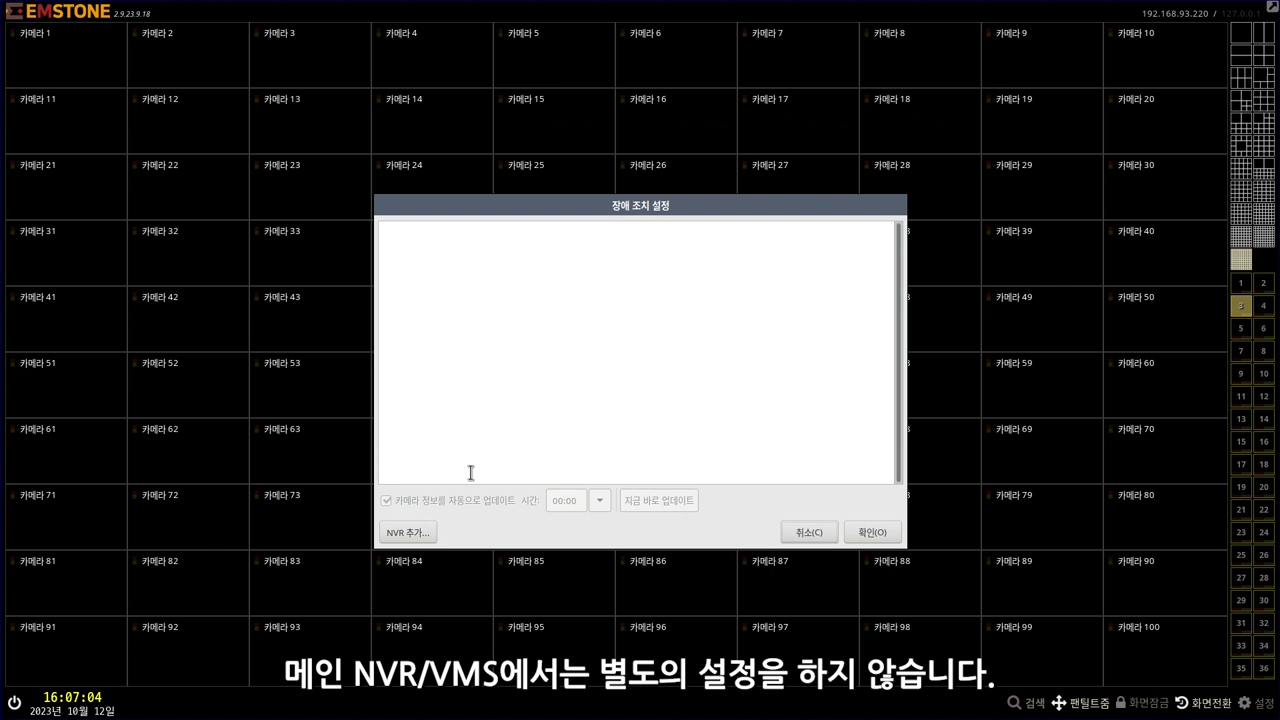 EMSTONE 2.9.23.9.18
192.168.93.220 / 127.0.0.1
카메라 1 카메라 2 카메라 3 카메라 4 카메라 5 카메라 6 카메라 7 카메라 8 카메라 9 카메라 10
카메라 11 카메라 12 카메라 13 카메라 14 카메라 15 카메라 16 카메라 17 카메라 18 카메라 19 카메라 20
카메라 21 카메라 22 카메라 23 카메라 24 카메라 25 카메라 26 카메라 27 카메라 28 카메라 29 카메라 30
장애 조치 설정
카메라 31 카메라 32 카메라 33 카메라 39 카메라 40
카메라 41 카메라 42 카메라 43 카메라 49 카메라 50
카메라 51 카메라 52 카메라 53 카메라 59 카메라 60
카메라 61 카메라 62 카메라 63 카메라 69 카메라 70
카메라 71 카메라 72 카메라 73 카메라 79 카메라 80
카메라 정보를 자동으로 업데이트 시간: 00:00 지금 바로 업데이트
NVR 추가... 취소(C) 확인(O)
카메라 81 카메라 82 카메라 83 카메라 84 카메라 85 카메라 86 카메라 87 카메라 88 카메라 89 카메라 90
카메라 91 카메라 92 카메라 93 카메라 94 카메라 95 카메라 96 카메라 97 카메라 98 카메라 99 카메라 100
1 2
3 4
5 6
7 8
9 10
11 12
13 14
15 16
17 18
19 20
21 22
23 24
25 26
27 28
29 30
31 32
33 34
35 36
메인 NVR/VMS에서는 별도의 설정을 하지 않습니다.
16:07:04
2023년 10월 12일
검색 팬틸트줌 화면잠금 화면전환 설정